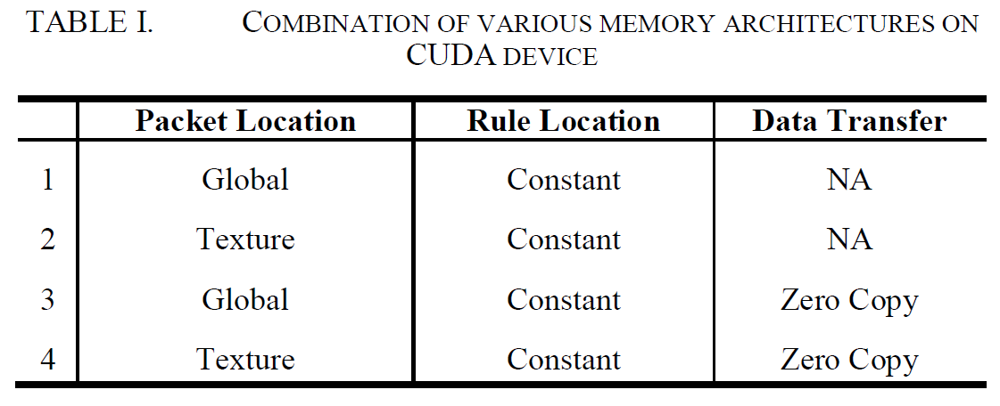 TABLE I. COMBINATION OF VARIOUS MEMORY ARCHITECTURES ON
CUDA DEVICE
Packet Location Rule Location Data Transfer
1 Global Constant NA
2 Texture Constant NA
3 Global Constant Zero Copy
4 Texture Constant Zero Copy